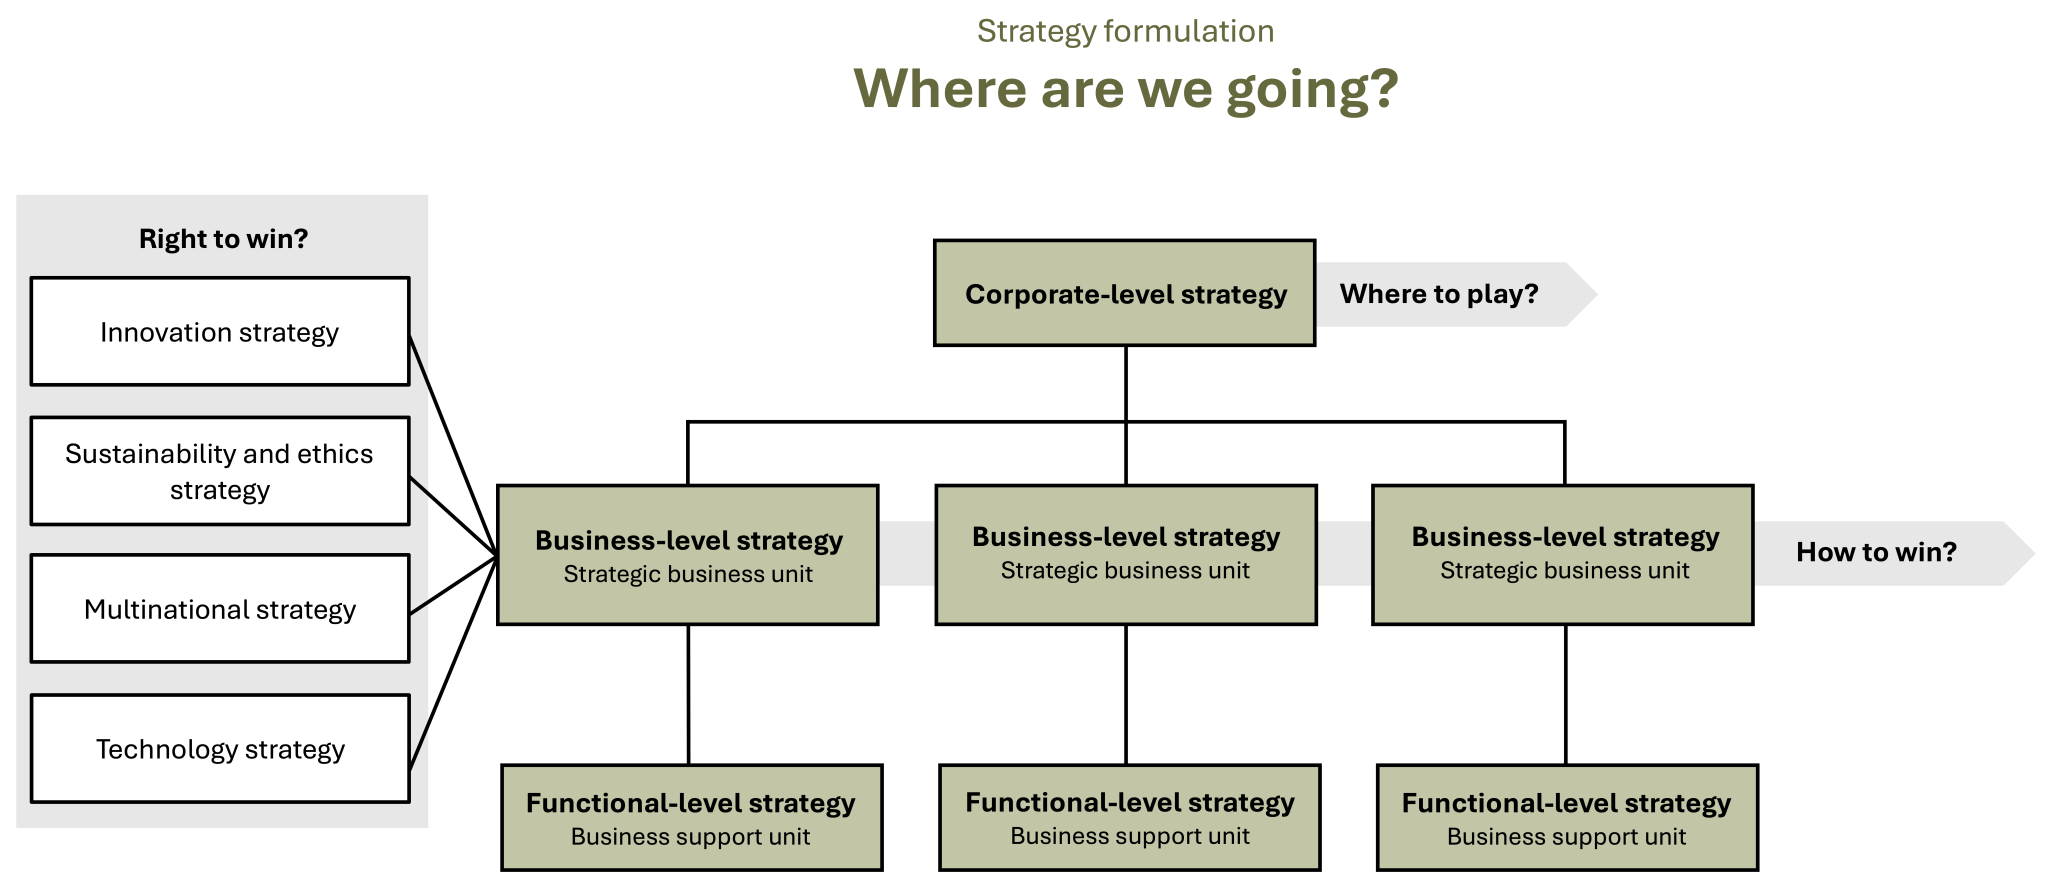 Strategy formulation
Where are we going?
Right to win?
Innovation strategy
Sustainability and ethics
strategy
Multinational strategy
Technology strategy
Corporate-level strategy
Where to play?
Business-level strategy
Strategic business unit
Business-level strategy
Strategic business unit
Business-level strategy
Strategic business unit
How to win?
Functional-level strategy
Business support unit
Functional-level strategy
Business support unit
Functional-level strategy
Business support unit